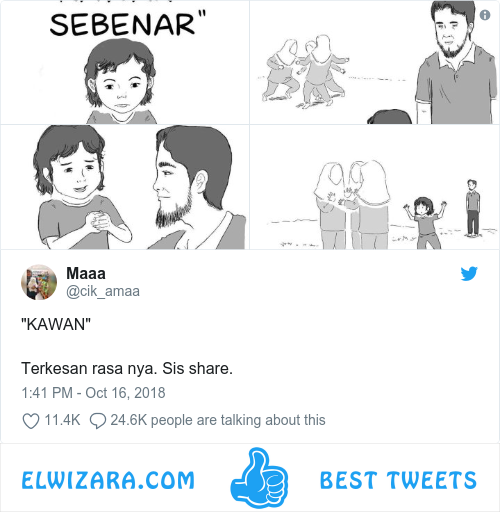 SEBENAR"
Maaa
@cik_amaa
"KAWAN"
Terkesan rasa nya. Sis share.
1:41 PM - Oct 16, 2018
11.4K 24.6K people are talking about this
ELWIZARA.COM BEST TWEETS